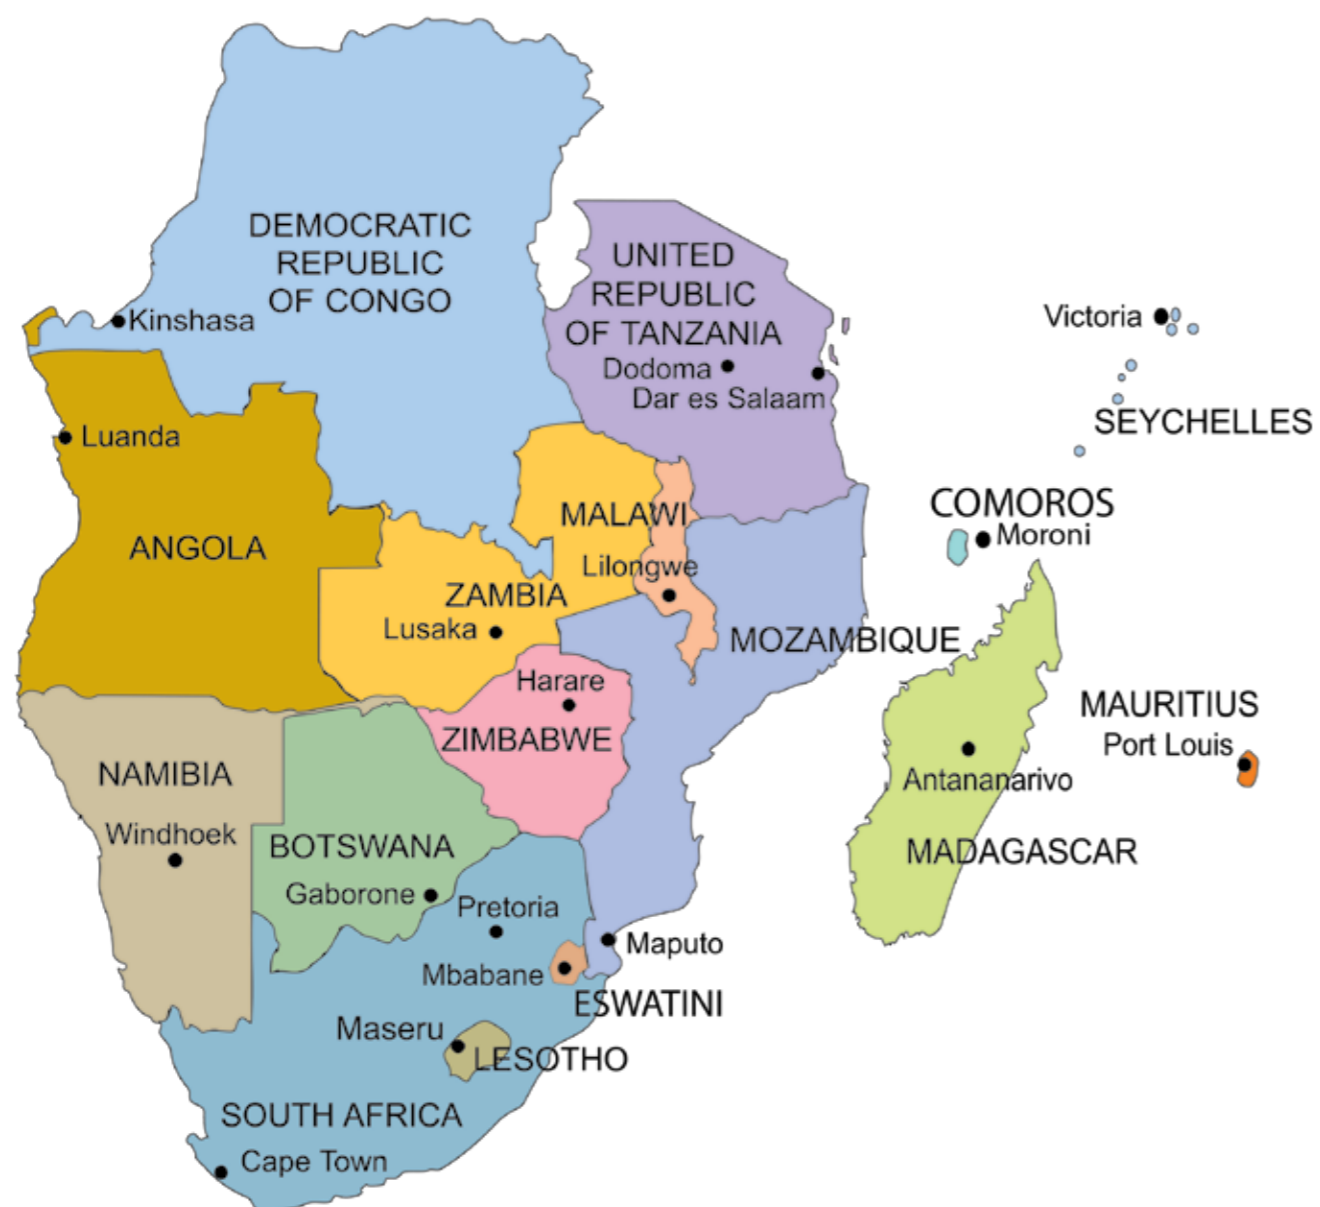 DEMOCRATIC
REPUBLIC
OF CONGO
Kinshasa
UNITED
REPUBLIC
OF TANZANIA
Dodoma
Dar es Salaam
Victoria
SEYCHELLES
Luanda
ANGOLA
MALAWI
Lilongwe
COMOROS
Moroni
ZAMBIA
Lusaka
MOZAMBIQUE
Harare
ZIMBABWE
MAURITIUS
Port Louis
NAMIBIA
Windhoek
Antananarivo
MADAGASCAR
BOTSWANA
Gaborone
Pretoria
Maputo
Mbabane
ESWATINI
Maseru
LESOTHO
SOUTH AFRICA
Cape Town